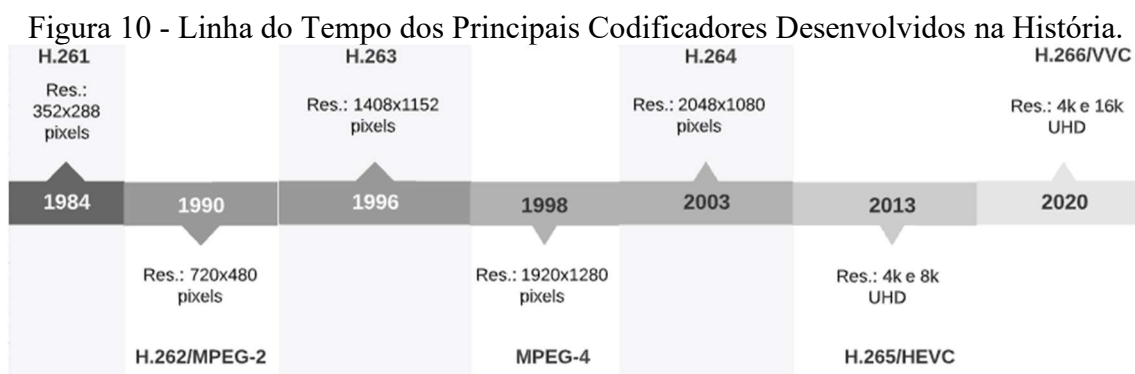 Figura 10 - Linha do Tempo dos Principais Codificadores Desenvolvidos na História.
H.261
Res.:
352x288
pixels
1984
1990
Res.: 720x480
pixels
H.262/MPEG-2
H.263
Res.: 1408x1152
pixels
1996
1998
Res.: 1920x1280
pixels
MPEG-4
H.264
Res.: 2048x1080
pixels
2003
2013
Res.: 4k e 8k
UHD
H.265/HEVC
H.266/VVC
Res.: 4k e 16k
UHD
2020